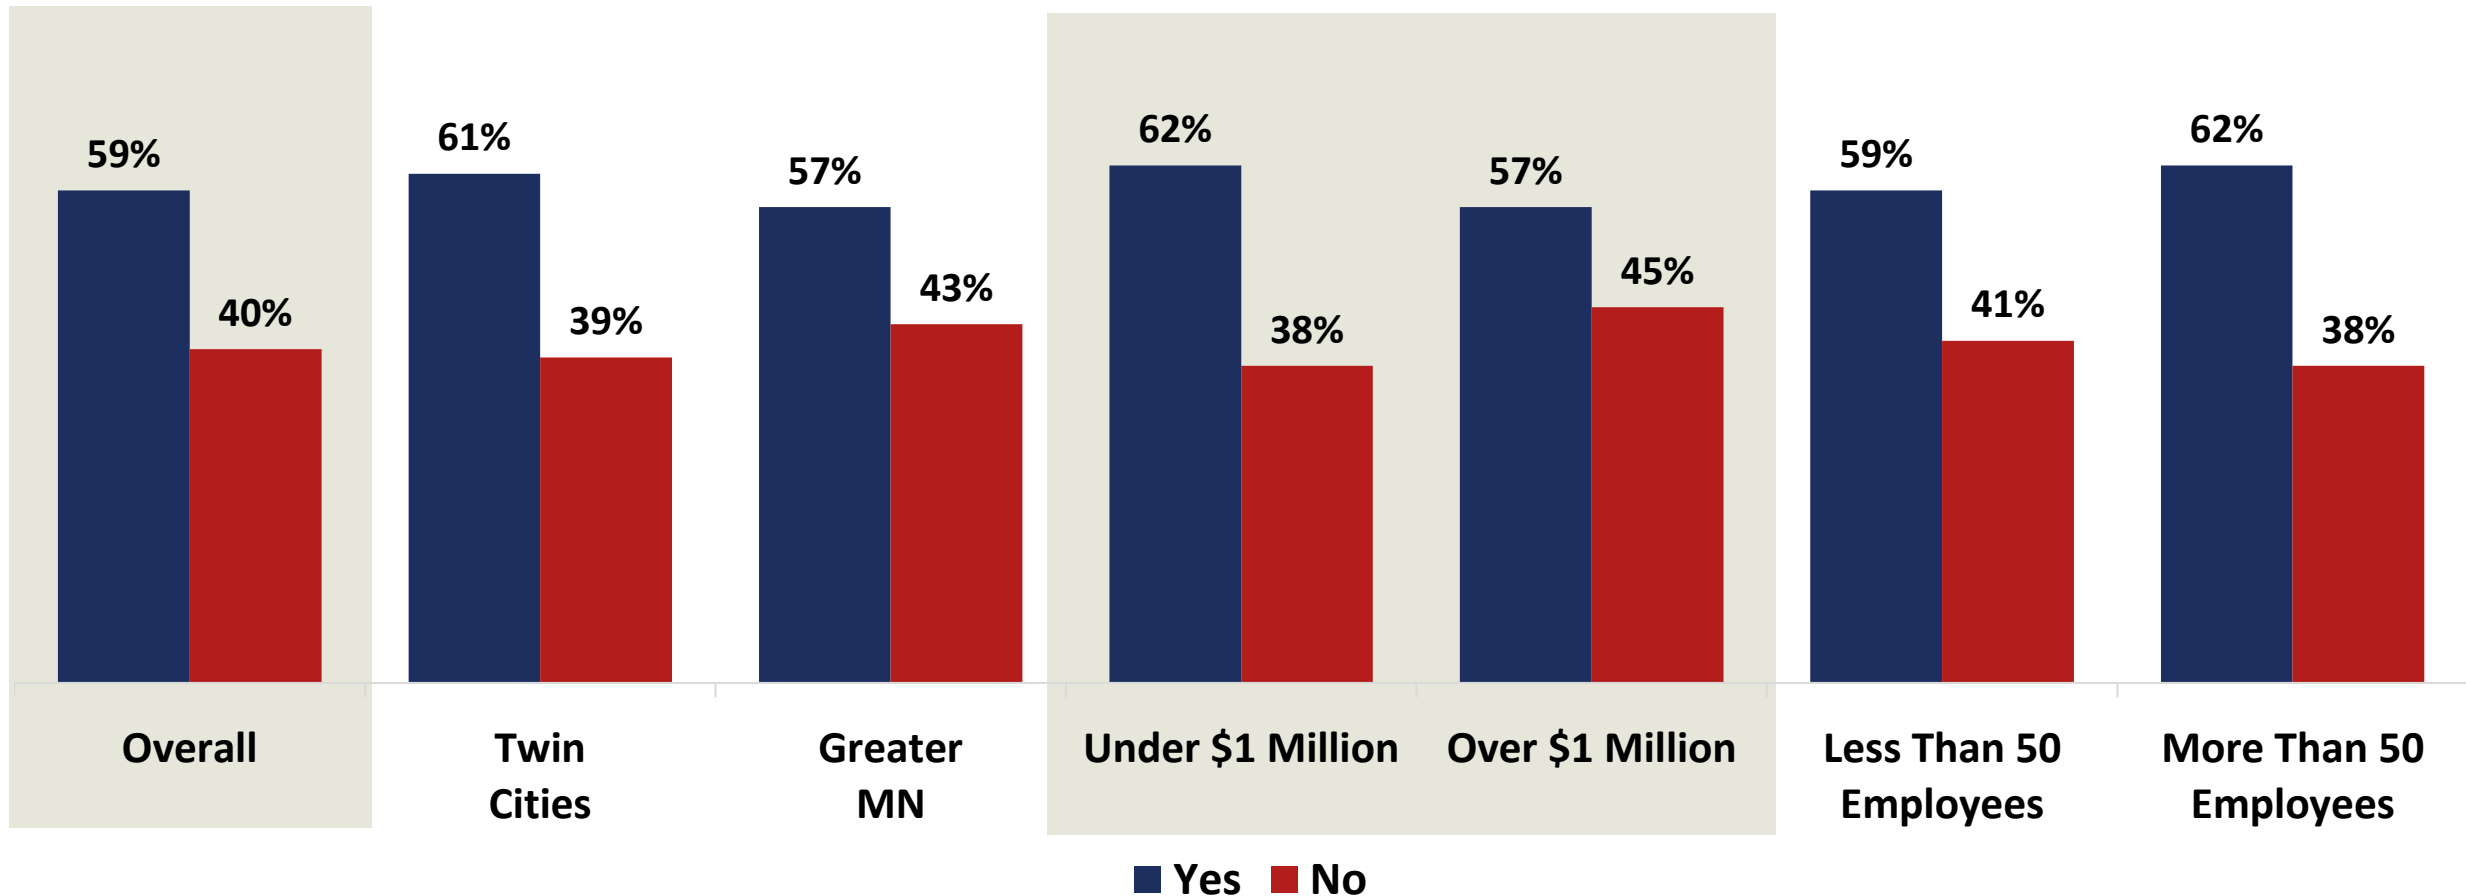 59%
40%
61%
39%
57%
43%
62%
38%
57%
45%
59%
41%
62%
38%
Overall
Twin
Cities
Greater
MN
Under $1 Million
Over $1 Million
Less Than 50
Employees
More Than 50
Employees
Yes
No